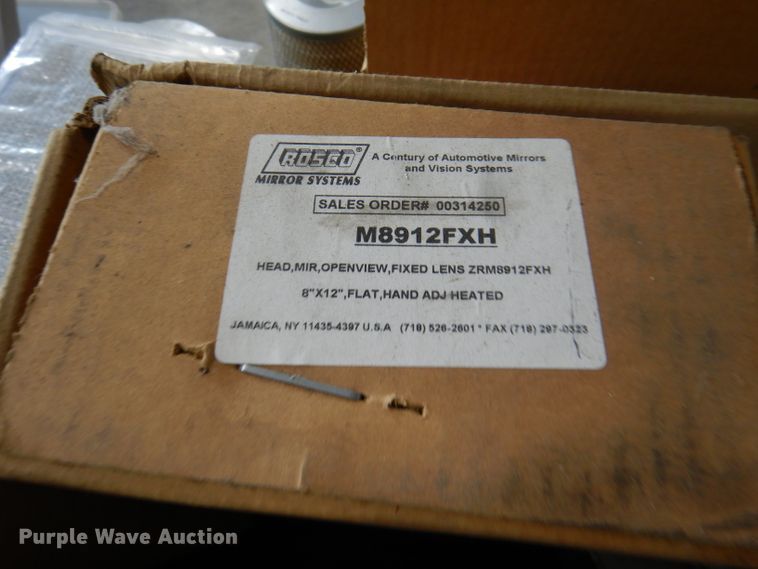 ROSCO®
MIRROR SYSTEMS
A Century of Automotive Mirrors
and Vision Systems
SALES ORDER# 00314250
M8912FXH
HEAD,MIR,OPENVIEW,FIXED LENS ZRM8912FXH
8"X12",FLAT,HAND ADJ HEATED
JAMAICA, NY 11435-4397 U.S.A (718) 526-2601 * FAX (718) 297-0323
Purple Wave Auction